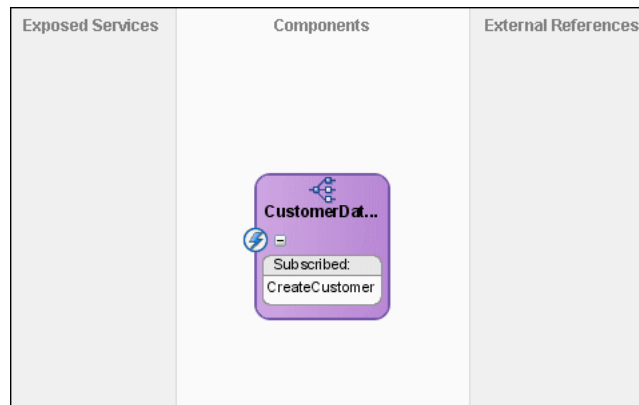 Exposed Services
Components
External References
CustomerDat...
Subscribed:
CreateCustomer